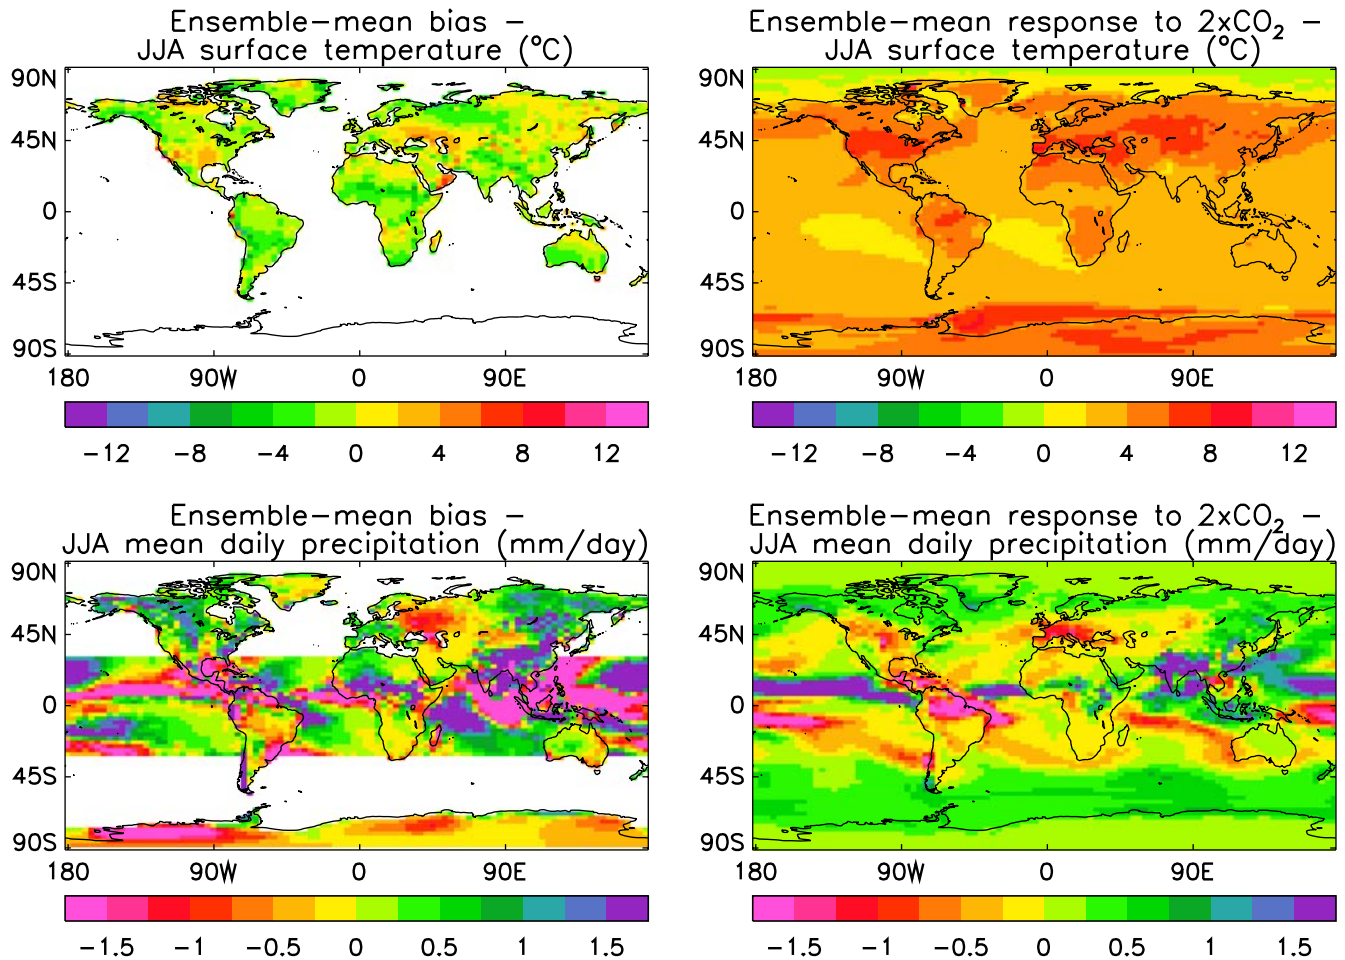 Ensemble-mean bias -
JJA surface temperature (°C)
90N
45N
0
45S
90S
180 90W 0 90E
-12 -8 -4 0 4 8 12
Ensemble-mean response to 2xCO₂ -
JJA surface temperature (°C)
90N
45N
0
45S
90S
180 90W 0 90E
-12 -8 -4 0 4 8 12
Ensemble-mean bias -
JJA mean daily precipitation (mm/day)
90N
45N
0
45S
90S
180 90W 0 90E
-1.5 -1 -0.5 0 0.5 1 1.5
Ensemble-mean response to 2xCO₂ -
JJA mean daily precipitation (mm/day)
90N
45N
0
45S
90S
180 90W 0 90E
-1.5 -1 -0.5 0 0.5 1 1.5